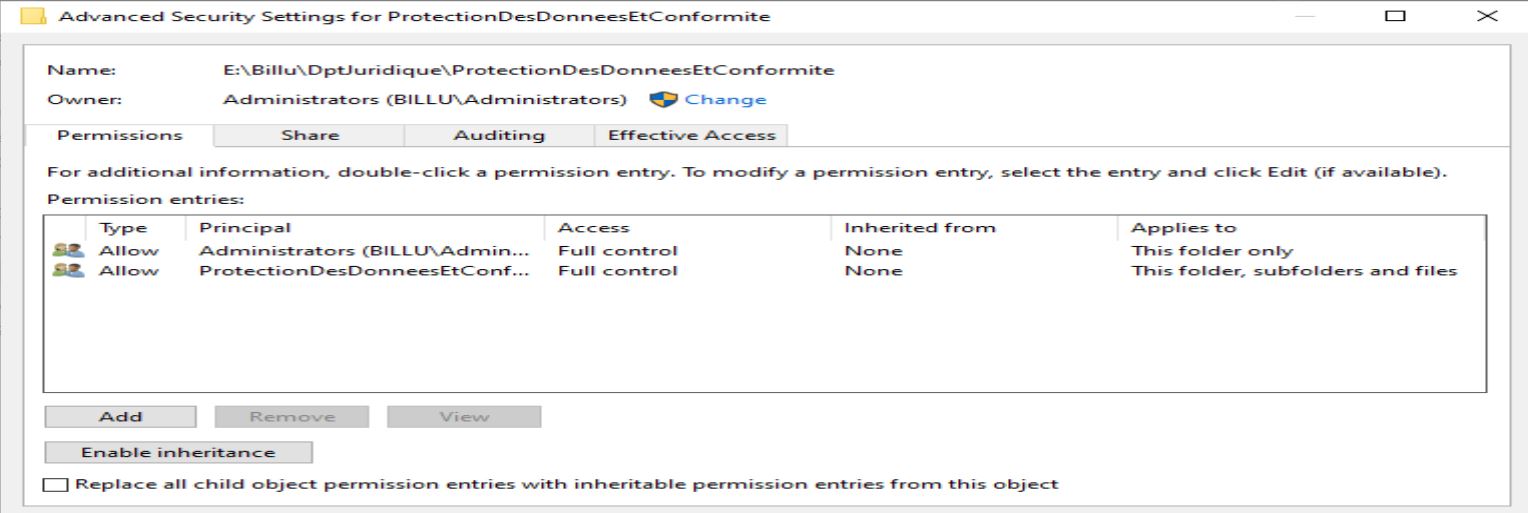 Advanced Security Settings for ProtectionDesDonneesEtConformite
Name: E:\Billu\DptJuridique\ProtectionDesDonneesEtConformite
Owner: Administrators (BILLU\Administrators) Change
Permissions Share Auditing Effective Access
For additional information, double-click a permission entry. To modify a permission entry, select the entry and click Edit (if available).
Permission entries:
Type Principal Access Inherited from Applies to
Allow Administrators (BILLU\Admin... Full control None This folder only
Allow ProtectionDesDonneesEtConf... Full control None This folder, subfolders and files
Add Remove View
Enable inheritance
Replace all child object permission entries with inheritable permission entries from this object